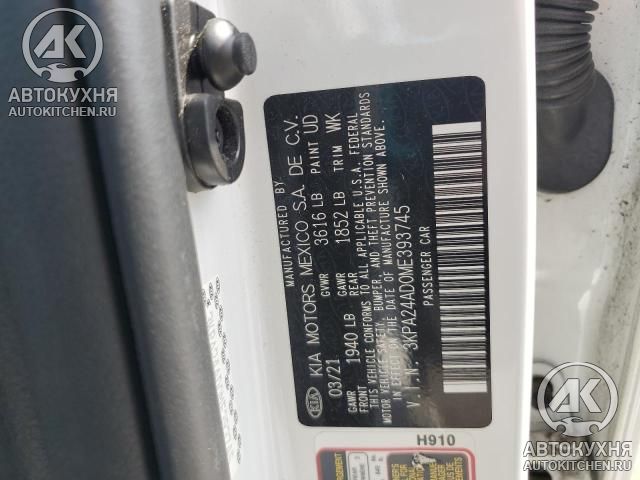 АК
АВТОКУХНЯ
AUTOKITCHEN.RU
MANUFACTURED BY
KIA KIA MOTORS MEXICO S.A. DE C.V.
03/21 GVWR 3616 LB PAINT UD
GAWR FRONT 1940 LB GAWR REAR 1852 LB TRIM WK
THIS VEHICLE CONFORMS TO ALL APPLICABLE U.S.A. FEDERAL
MOTOR VEHICLE SAFETY, BUMPER, AND THEFT PREVENTION STANDARDS
IN EFFECT ON THE DATE OF MANUFACTURE SHOWN ABOVE.
V.I.N: 3KPA24AD0ME393745
PASSENGER CAR
H910
АК
АВТОКУХНЯ
AUTOKITCHEN.RU